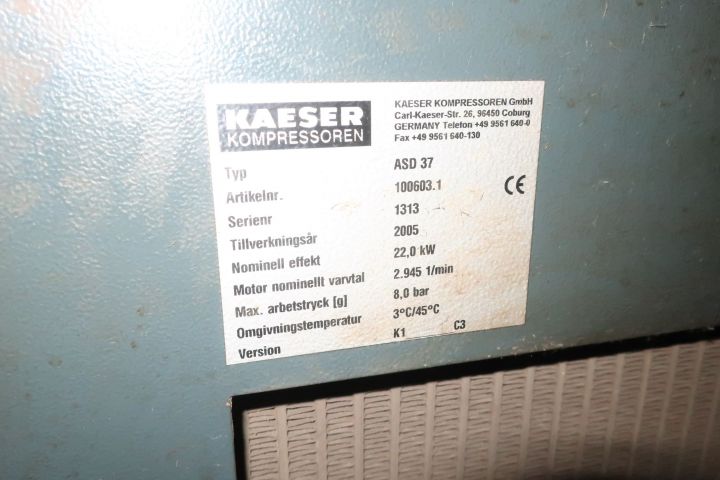 KAESER
KOMPRESSOREN
KAESER KOMPRESSOREN GmbH
Carl-Kaeser-Str. 26, 96450 Coburg
GERMANY Telefon +49 9561 640-0
Fax +49 9561 640-130
Typ ASD 37
Artikelnr. 100603.1
Serienr 1313
Tillverkningsår 2005
Nominell effekt 22,0 kW
Motor nominellt varvtal 2.945 1/min
Max. arbetstryck [g] 8,0 bar
Omgivningstemperatur 3°C/45°C
Version K1 C3
CE